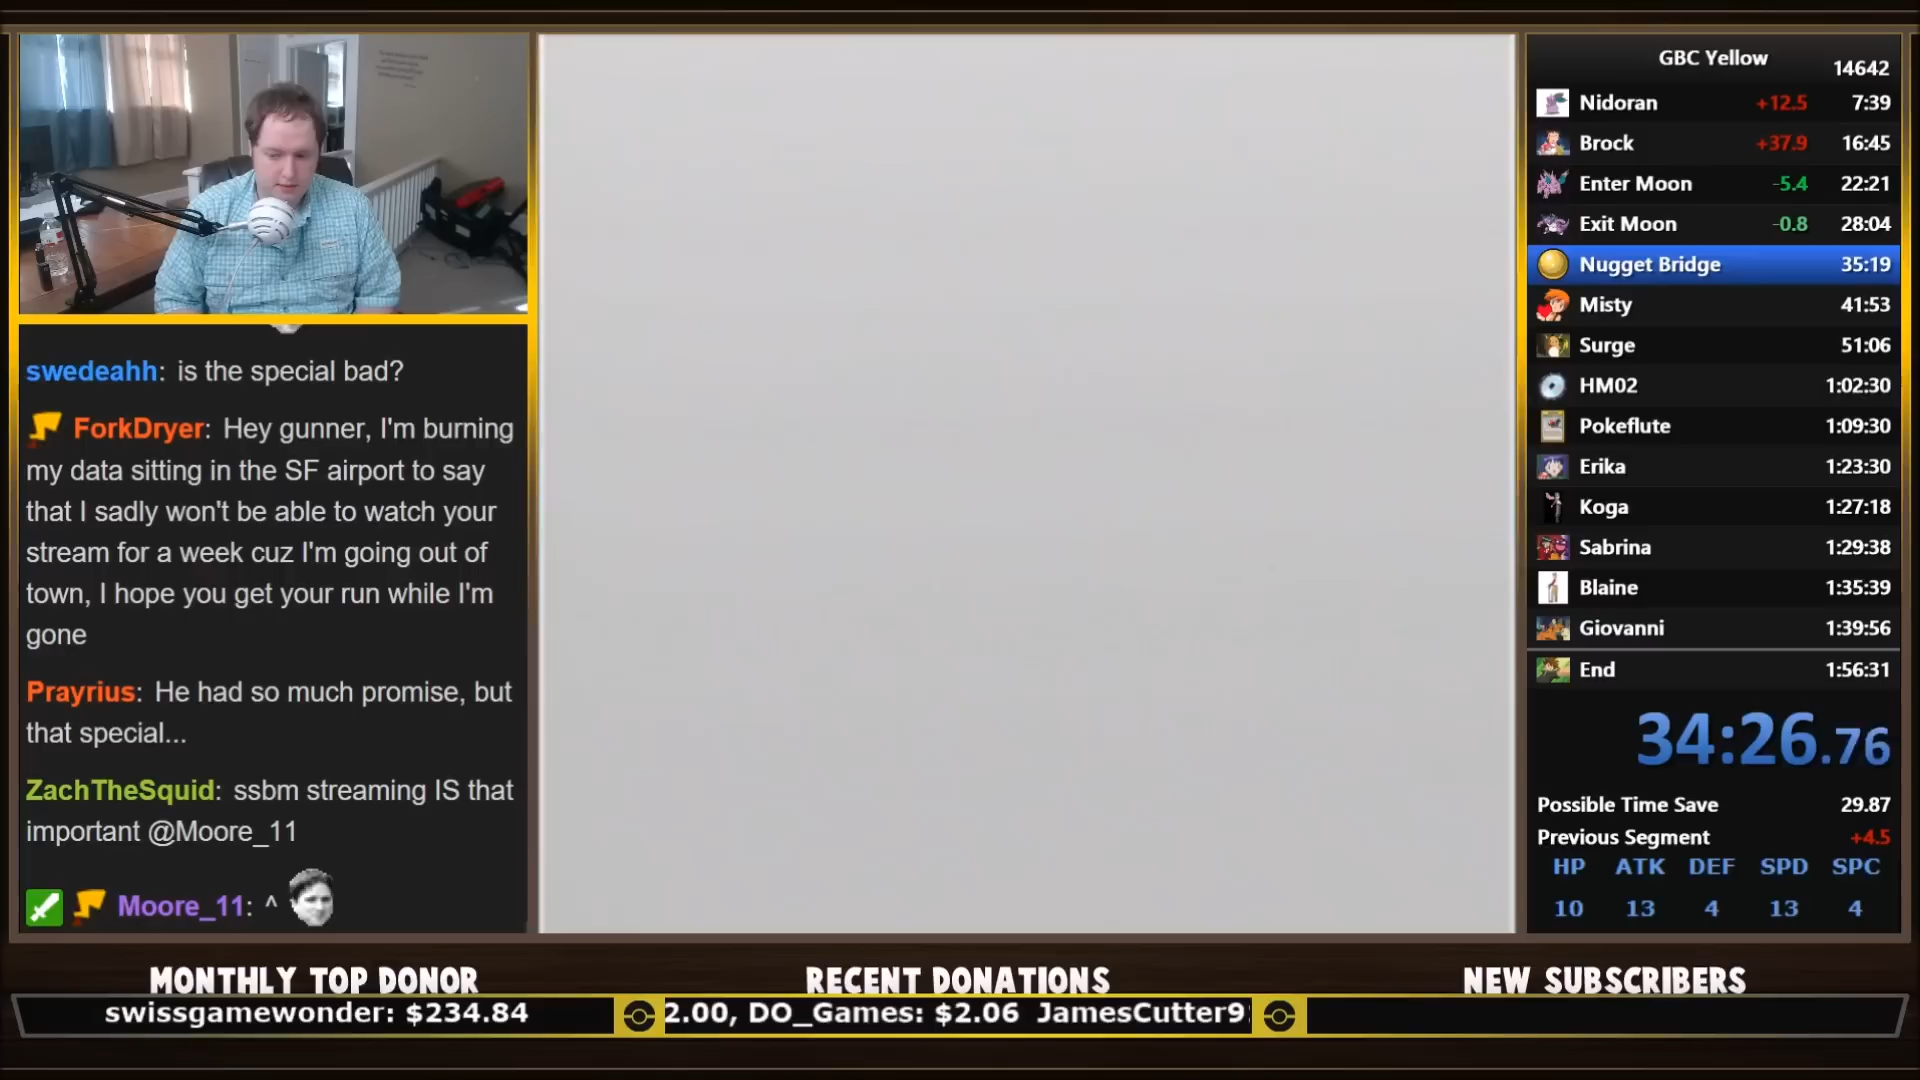 swedeahh: is the special bad?
ForkDryer: Hey gunner, I'm burning
my data sitting in the SF airport to say
that I sadly won't be able to watch your
stream for a week cuz I'm going out of
town, I hope you get your run while I'm
gone
Prayrius: He had so much promise, but
that special...
ZachTheSquid: ssbm streaming IS that
important @Moore_11
Moore_11: ^
GBC Yellow 14642
Nidoran +12.5 7:39
Brock +37.9 16:45
Enter Moon -5.4 22:21
Exit Moon -0.8 28:04
Nugget Bridge 35:19
Misty 41:53
Surge 51:06
HM02 1:02:30
Pokeflute 1:09:30
Erika 1:23:30
Koga 1:27:18
Sabrina 1:29:38
Blaine 1:35:39
Giovanni 1:39:56
End 1:56:31
34:26.76
Possible Time Save 29.87
Previous Segment +4.5
HP ATK DEF SPD SPC
10 13 4 13 4
MONTHLY TOP DONOR
swissgamewonder: $234.84
RECENT DONATIONS
2.00, DO_Games: $2.06 JamesCutter9
NEW SUBSCRIBERS